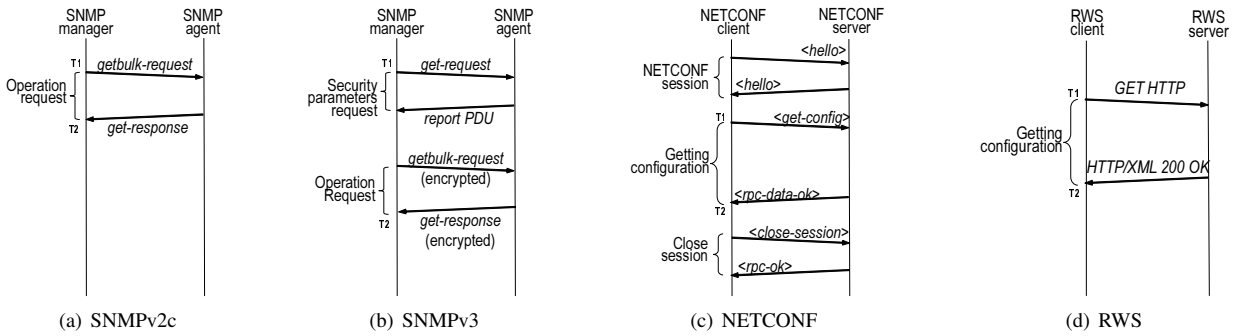 SNMP
manager
SNMP
agent
T1
getbulk-request
Operation
request
T2
get-response
(a) SNMPv2c
SNMP
manager
SNMP
agent
T1
get-request
Security
parameters
request
report PDU
getbulk-request
(encrypted)
Operation
Request
T2
get-response
(encrypted)
(b) SNMPv3
NETCONF
client
NETCONF
server
<hello>
NETCONF
session
<hello>
T1
<get-config>
Getting
configuration
<rpc-data-ok>
T2
<close-session>
Close
session
<rpc-ok>
(c) NETCONF
RWS
client
RWS
server
T1
GET HTTP
Getting
configuration
HTTP/XML 200 OK
T2
(d) RWS